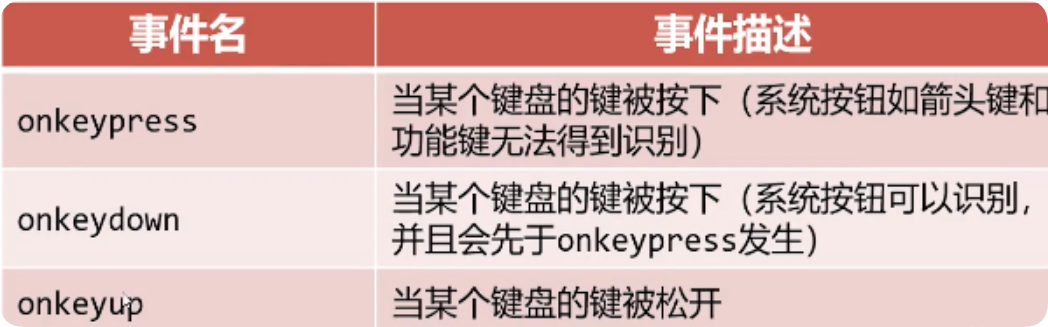 事件名
事件描述
onkeypress
当某个键盘的键被按下（系统按钮如箭头键和
功能键无法得到识别）
onkeydown
当某个键盘的键被按下（系统按钮可以识别，
并且会先于onkeypress发生）
onkeyup
当某个键盘的键被松开